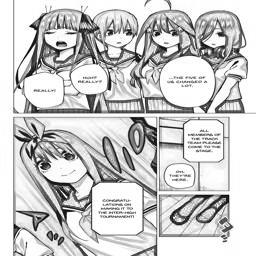 ...THE FIVE OF
US CHANGED A
LOT.
HUH?
REALLY?
REALLY!
ALL
MEMBERS OF
THE TRACK
TEAM PLEASE
COME TO THE
STAGE.
OH,
THEY'RE
HERE.
CONGRATU-
LATIONS ON
MAKING IT TO
THE INTER-HIGH
TOURNAMENT!